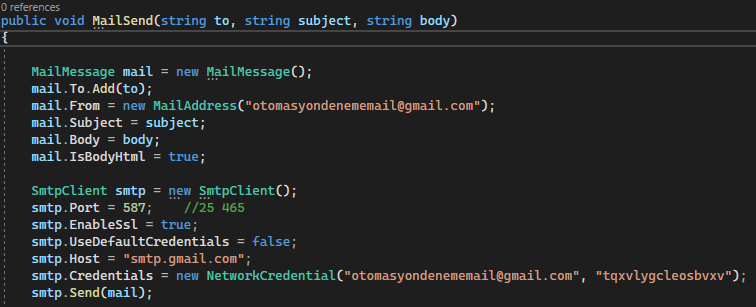 0 references
public void MailSend(string to, string subject, string body)
{
MailMessage mail = new MailMessage();
mail.To.Add(to);
mail.From = new MailAddress("otomasyondenememail@gmail.com");
mail.Subject = subject;
mail.Body = body;
mail.IsBodyHtml = true;
SmtpClient smtp = new SmtpClient();
smtp.Port = 587;    //25 465
smtp.EnableSsl = true;
smtp.UseDefaultCredentials = false;
smtp.Host = "smtp.gmail.com";
smtp.Credentials = new NetworkCredential("otomasyondenememail@gmail.com", "tqxvlygcleosbvxv");
smtp.Send(mail);